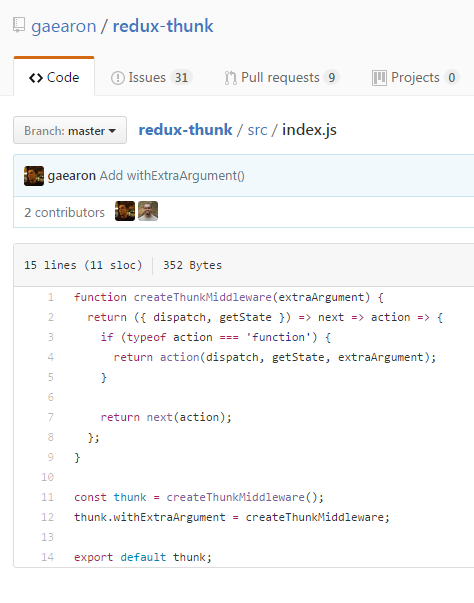 gaearon / redux-thunk
Code Issues 31 Pull requests 9 Projects 0
Branch: master redux-thunk / src / index.js
gaearon Add withExtraArgument()
2 contributors
15 lines (11 sloc) 352 Bytes
1 function createThunkMiddleware(extraArgument) {
2 return ({ dispatch, getState }) => next => action => {
3 if (typeof action === 'function') {
4 return action(dispatch, getState, extraArgument);
5 }
6
7 return next(action);
8 };
9 }
10
11 const thunk = createThunkMiddleware();
12 thunk.withExtraArgument = createThunkMiddleware;
13
14 export default thunk;